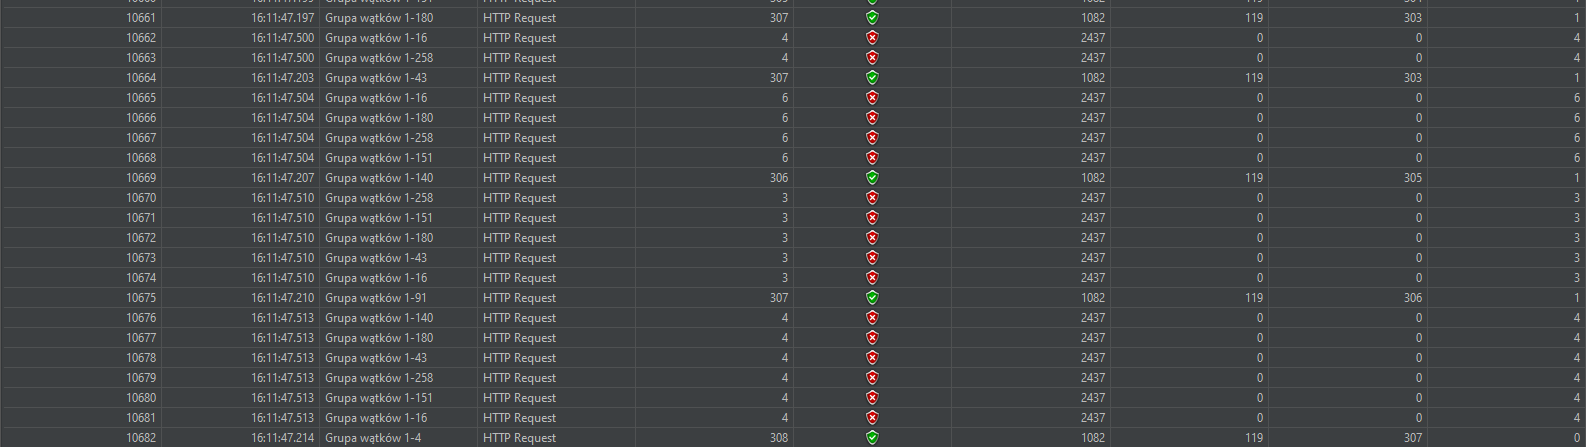 10661 16:11:47.197 Grupa wątków 1-180 HTTP Request 307 1082 119 303 1
10662 16:11:47.500 Grupa wątków 1-16 HTTP Request 4 2437 0 0 4
10663 16:11:47.500 Grupa wątków 1-258 HTTP Request 4 2437 0 0 4
10664 16:11:47.203 Grupa wątków 1-43 HTTP Request 307 1082 119 303 1
10665 16:11:47.504 Grupa wątków 1-16 HTTP Request 6 2437 0 0 6
10666 16:11:47.504 Grupa wątków 1-180 HTTP Request 6 2437 0 0 6
10667 16:11:47.504 Grupa wątków 1-258 HTTP Request 6 2437 0 0 6
10668 16:11:47.504 Grupa wątków 1-151 HTTP Request 6 2437 0 0 6
10669 16:11:47.207 Grupa wątków 1-140 HTTP Request 306 1082 119 305 1
10670 16:11:47.510 Grupa wątków 1-258 HTTP Request 3 2437 0 0 3
10671 16:11:47.510 Grupa wątków 1-151 HTTP Request 3 2437 0 0 3
10672 16:11:47.510 Grupa wątków 1-180 HTTP Request 3 2437 0 0 3
10673 16:11:47.510 Grupa wątków 1-43 HTTP Request 3 2437 0 0 3
10674 16:11:47.510 Grupa wątków 1-16 HTTP Request 3 2437 0 0 3
10675 16:11:47.210 Grupa wątków 1-91 HTTP Request 307 1082 119 306 1
10676 16:11:47.513 Grupa wątków 1-140 HTTP Request 4 2437 0 0 4
10677 16:11:47.513 Grupa wątków 1-180 HTTP Request 4 2437 0 0 4
10678 16:11:47.513 Grupa wątków 1-43 HTTP Request 4 2437 0 0 4
10679 16:11:47.513 Grupa wątków 1-258 HTTP Request 4 2437 0 0 4
10680 16:11:47.513 Grupa wątków 1-151 HTTP Request 4 2437 0 0 4
10681 16:11:47.513 Grupa wątków 1-16 HTTP Request 4 2437 0 0 4
10682 16:11:47.214 Grupa wątków 1-4 HTTP Request 308 1082 119 307 0